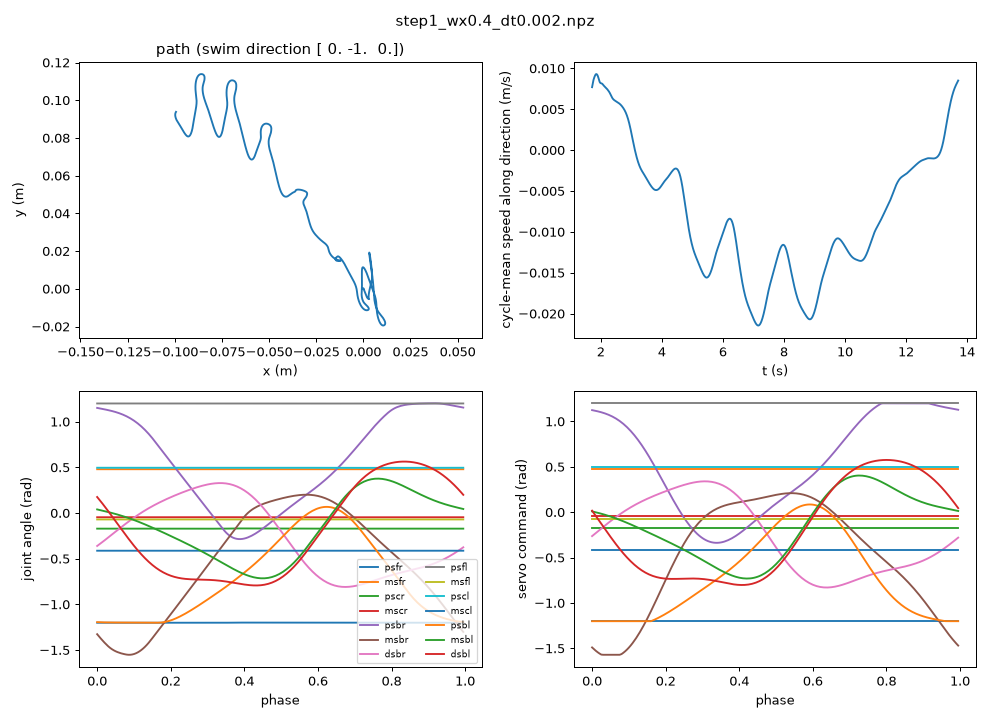 step1_wx0.4_dt0.002.npz
path (swim direction [ 0. -1. 0.])
0.12
0.10
0.08
0.06
0.04
0.02
0.00
−0.02
y (m)
−0.150 −0.125 −0.100 −0.075 −0.050 −0.025 0.000 0.025 0.050
x (m)
0.010
0.005
0.000
−0.005
−0.010
−0.015
−0.020
cycle-mean speed along direction (m/s)
2 4 6 8 10 12 14
t (s)
1.0
0.5
0.0
−0.5
−1.0
−1.5
joint angle (rad)
psfr psfl
msfr msfl
pscr pscl
mscr mscl
psbr psbl
msbr msbl
dsbr dsbl
0.0 0.2 0.4 0.6 0.8 1.0
phase
1.0
0.5
0.0
−0.5
−1.0
−1.5
servo command (rad)
0.0 0.2 0.4 0.6 0.8 1.0
phase